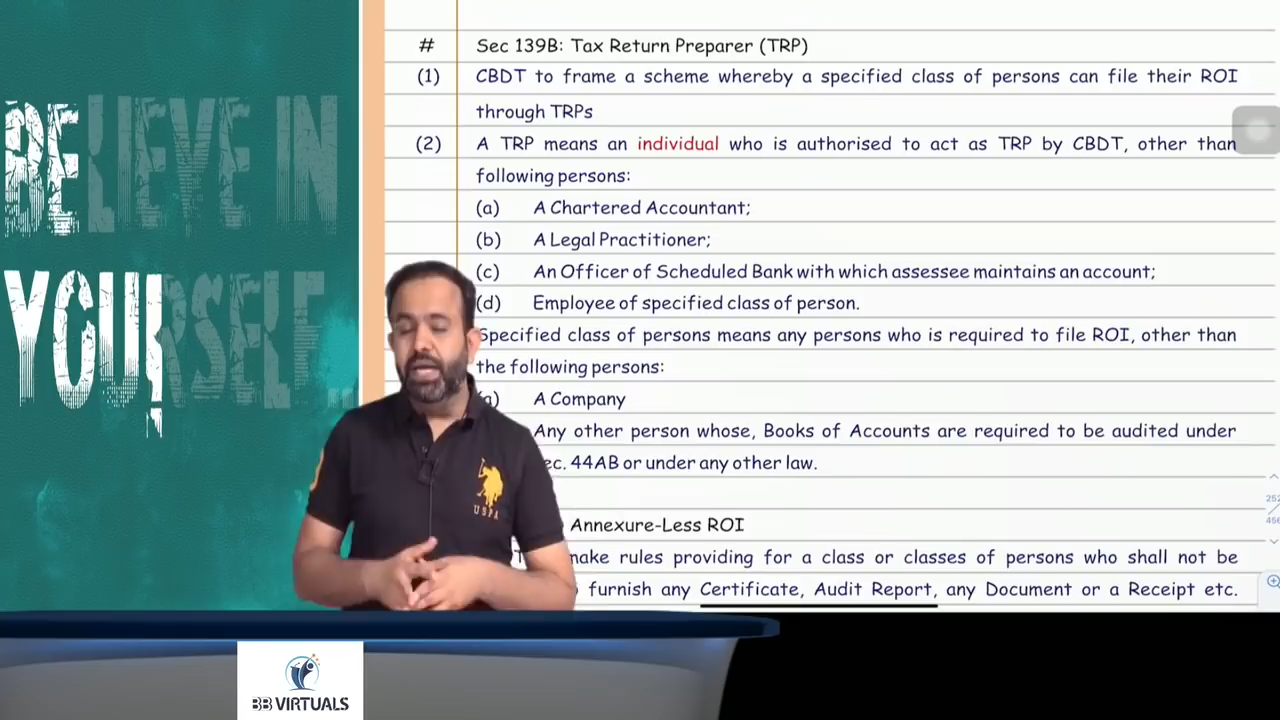 BELIEVE IN
YOURSELF
# Sec 139B: Tax Return Preparer (TRP)
(1) CBDT to frame a scheme whereby a specified class of persons can file their ROI
through TRPs
(2) A TRP means an individual who is authorised to act as TRP by CBDT, other than
following persons:
(a) A Chartered Accountant;
(b) A Legal Practitioner;
(c) An Officer of Scheduled Bank with which assessee maintains an account;
(d) Employee of specified class of person.
Specified class of persons means any persons who is required to file ROI, other than
the following persons:
(a) A Company
Any other person whose, Books of Accounts are required to be audited under
ec. 44AB or under any other law.
Annexure-Less ROI
make rules providing for a class or classes of persons who shall not be
furnish any Certificate, Audit Report, any Document or a Receipt etc.
252
456
USPA
BB VIRTUALS